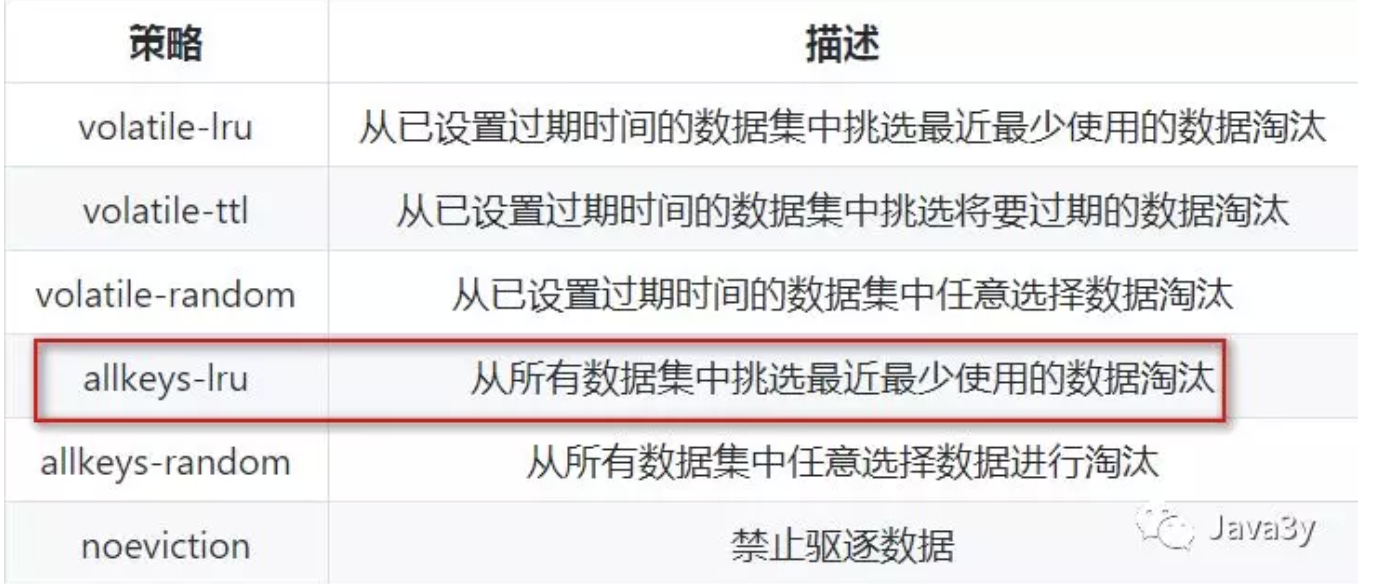 策略 描述
volatile-lru 从已设置过期时间的数据集中挑选最近最少使用的数据淘汰
volatile-ttl 从已设置过期时间的数据集中挑选将要过期的数据淘汰
volatile-random 从已设置过期时间的数据集中任意选择数据淘汰
allkeys-lru 从所有数据集中挑选最近最少使用的数据淘汰
allkeys-random 从所有数据集中任意选择数据进行淘汰
noeviction 禁止驱逐数据
Java3y